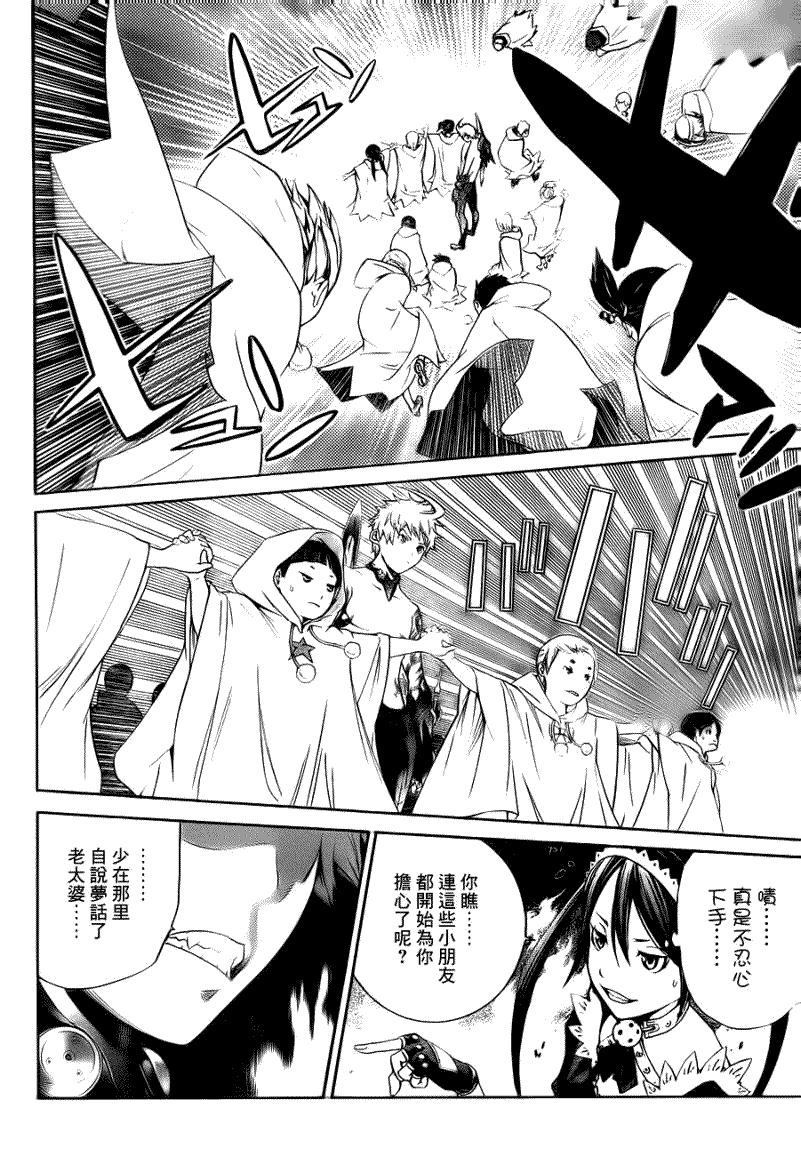 嘖……
真是不忍心
下手……
你瞧……
連這些小朋友
都開始為你
擔心了呢?
………
少在那里
自說夢話了
老太婆……